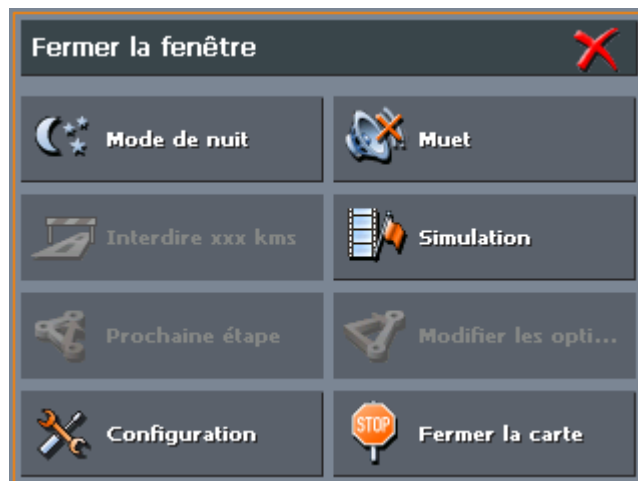 Fermer la fenêtre
Mode de nuit
Muet
Interdire xxx kms
Simulation
Prochaine étape
Modifier les opti...
Configuration
STOP
Fermer la carte